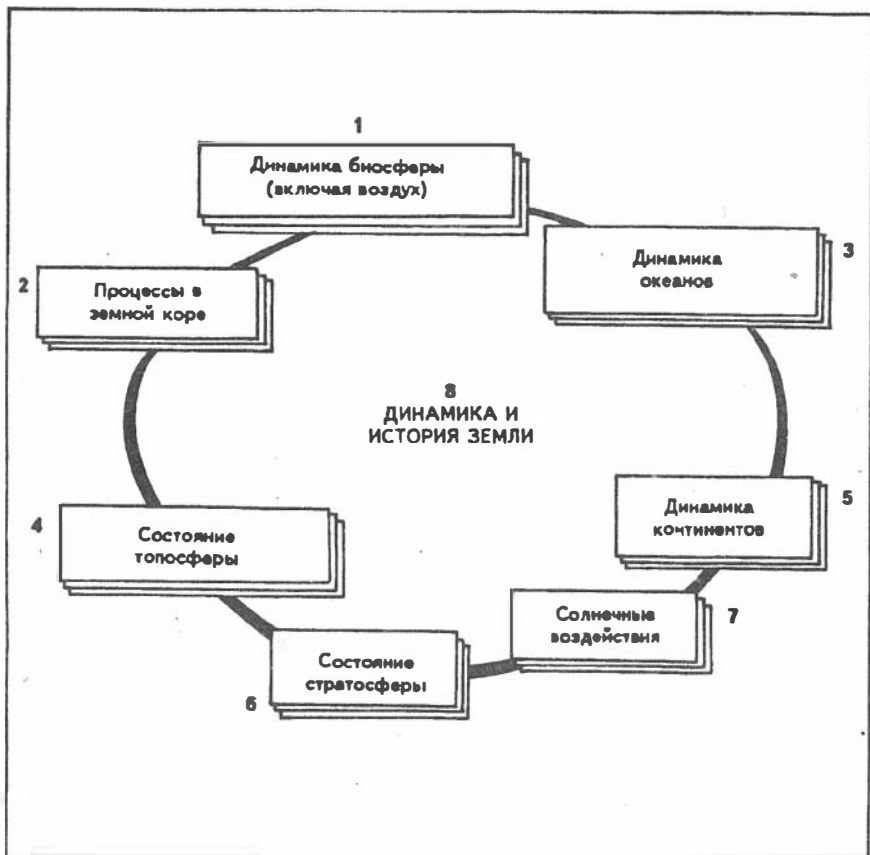 1
Динамика биосферы
(включая воздух)
2
Процессы в
земной коре
3
Динамика
океанов
8
ДИНАМИКА И
ИСТОРИЯ ЗЕМЛИ
4
Состояние
топосферы
5
Динамика
континентов
6
Состояние
стратосферы
7
Солнечные
воздействия